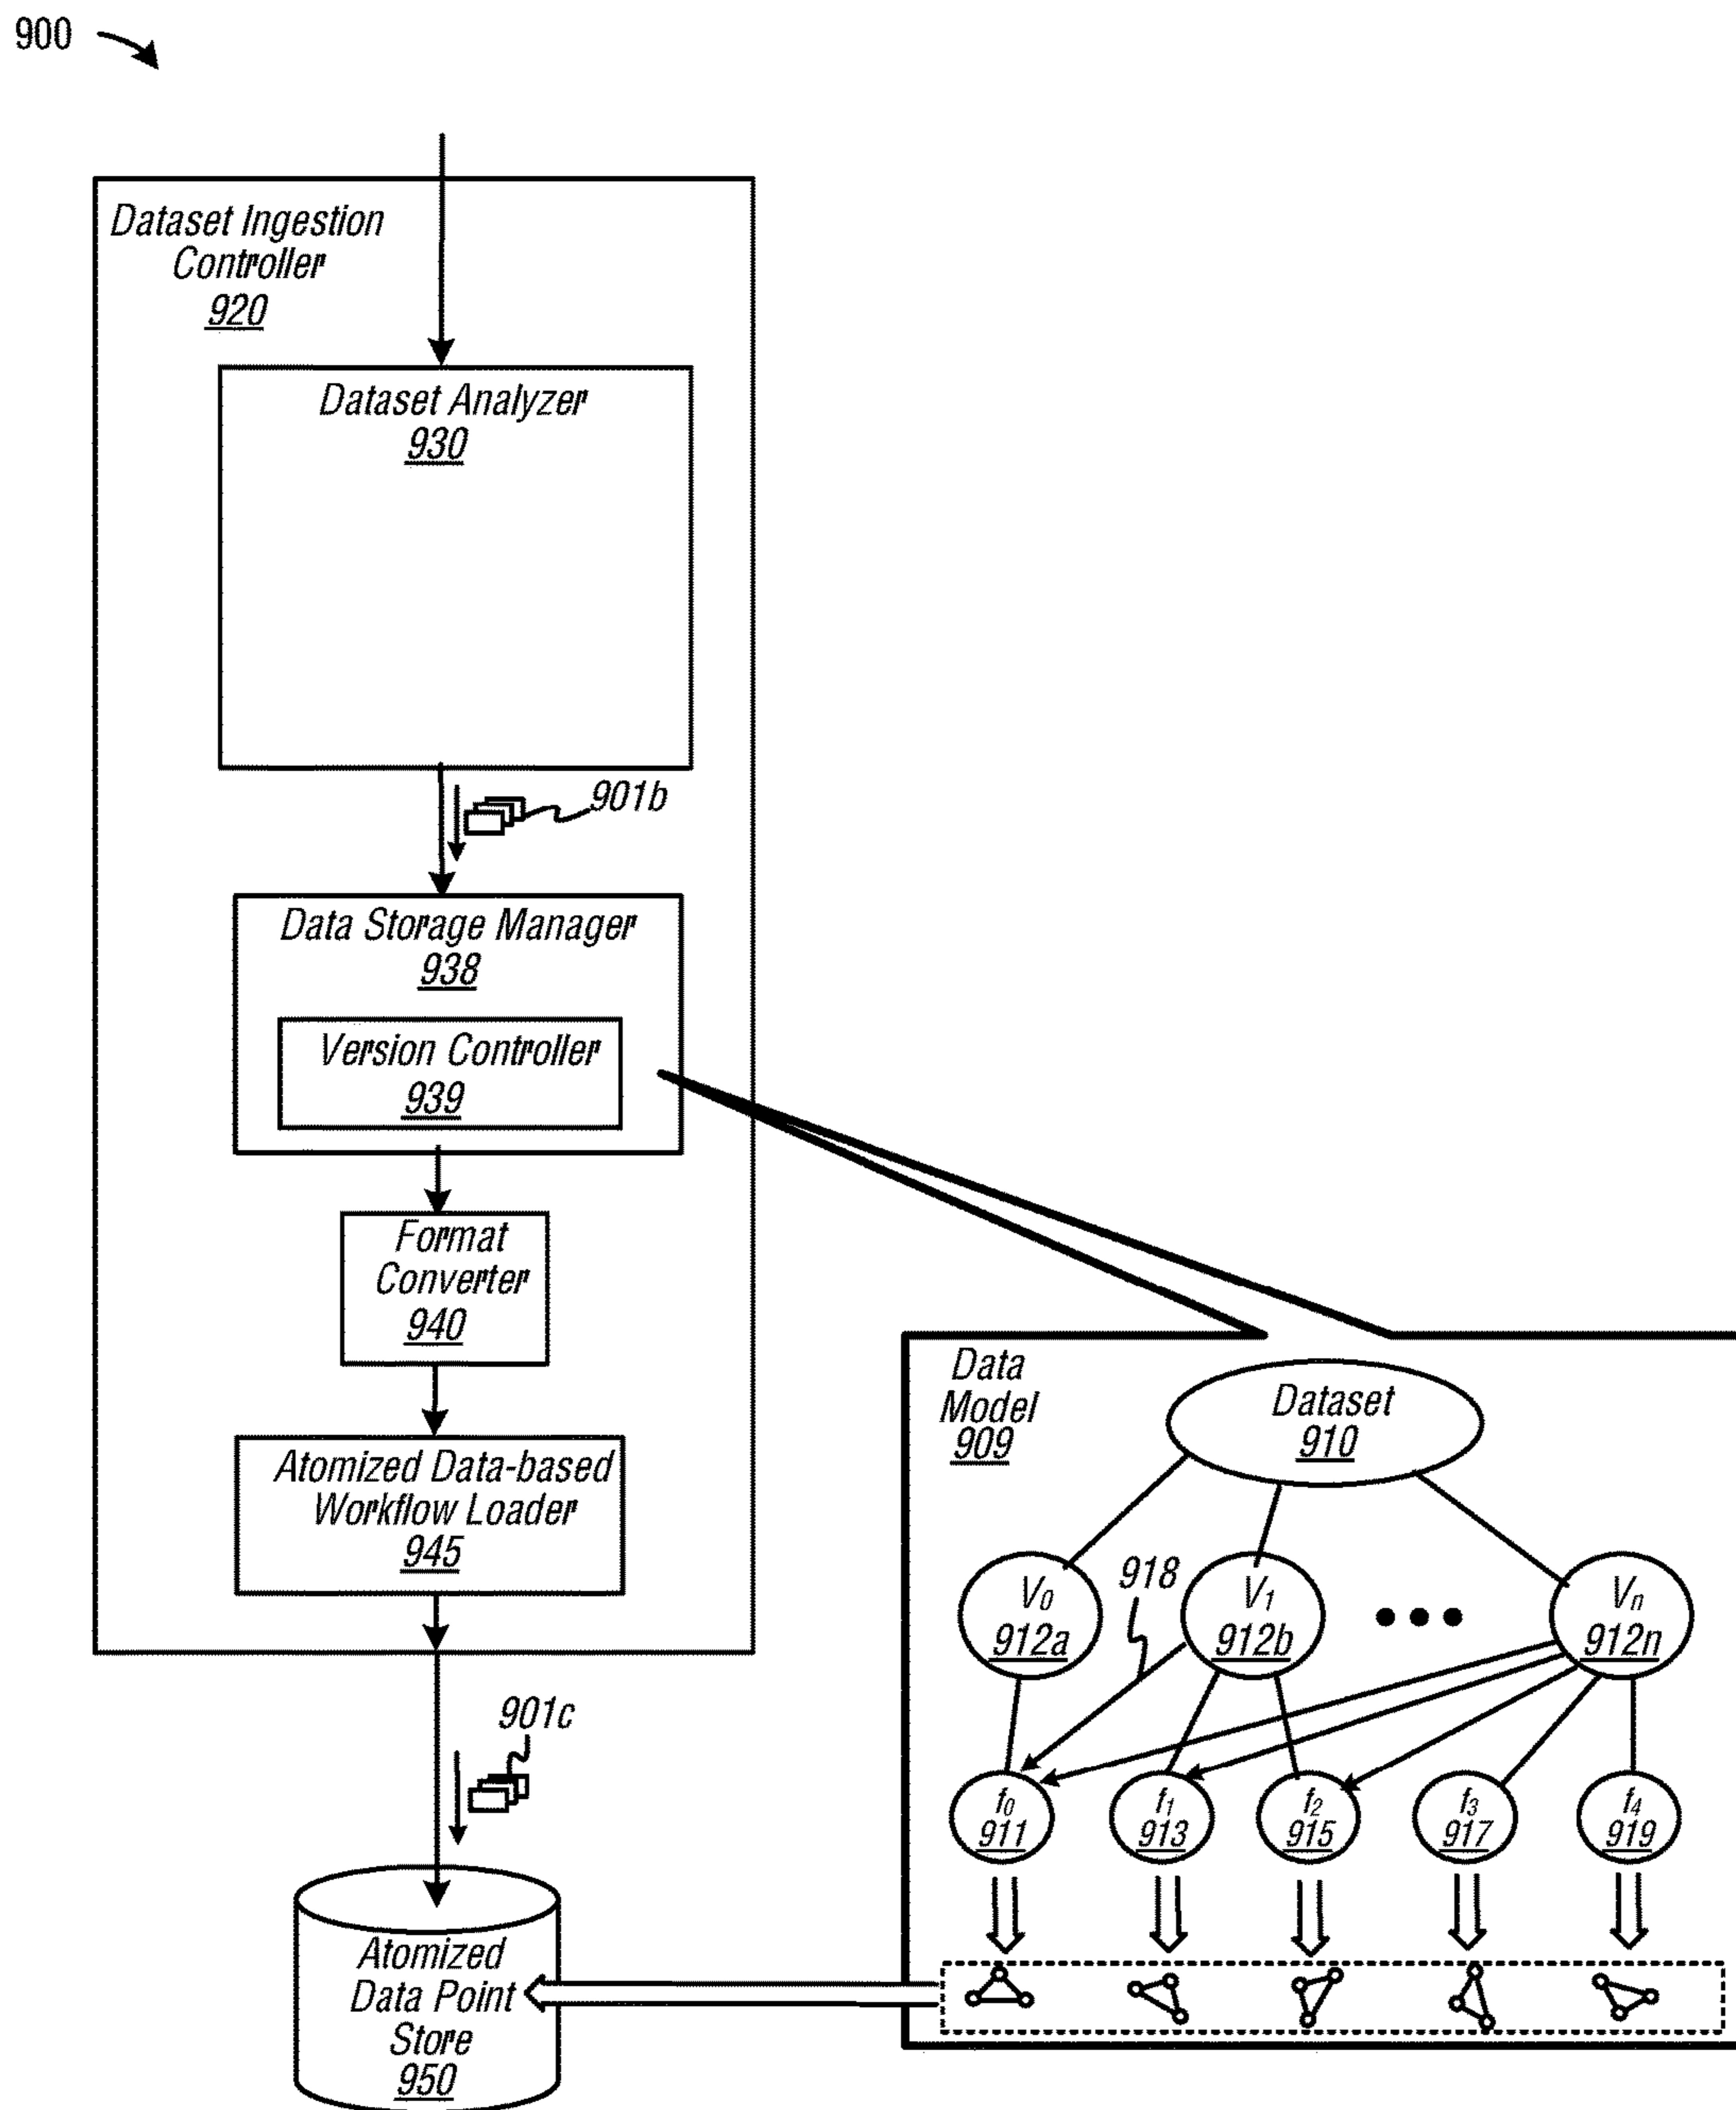 900
Dataset Ingestion
Controller
920
Dataset Analyzer
930
901b
Data Storage Manager
938
Version Controller
939
Format
Converter
940
Atomized Data-based
Workflow Loader
945
901c
Atomized
Data Point
Store
950
Data
Model
909
Dataset
910
918
V0
912a
V1
912b
Vn
912n
f0
911
f1
913
f2
915
f3
917
f4
919